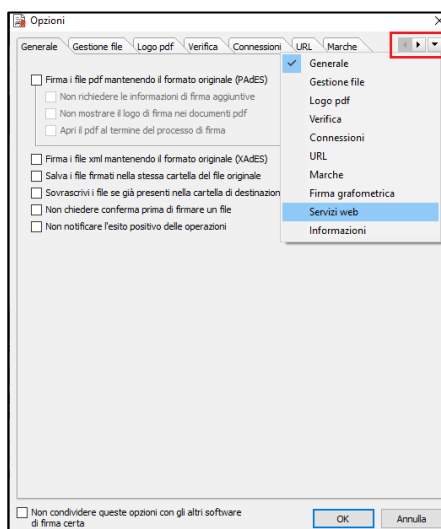 Opzioni
Generale Gestione file Logo pdf Verifica Connessioni URL Marche
Generale
Gestione file
Logo pdf
Verifica
Connessioni
URL
Marche
Firma grafometrica
Servizi web
Informazioni
Firma i file pdf mantenendo il formato originale (PAdES)
Non richiedere le informazioni di firma aggiuntive
Non mostrare il logo di firma nei documenti pdf
Apri il pdf al termine del processo di firma
Firma i file xml mantenendo il formato originale (XAdES)
Salva i file firmati nella stessa cartella del file originale
Sovrascrivi i file se già presenti nella cartella di destinazion
Non chiedere conferma prima di firmare un file
Non notificare l'esito positivo delle operazioni
Non condividere queste opzioni con gli altri software
di firma certa
OK Annulla